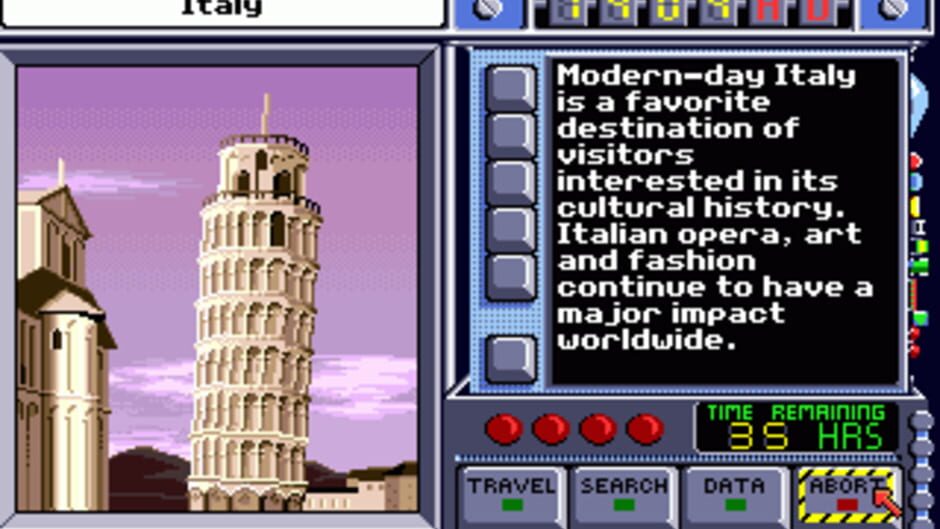 Italy
Modern-day Italy
is a favorite
destination of
visitors
interested in its
cultural history.
Italian opera, art
and fashion
continue to have a
major impact
worldwide.
TIME REMAINING
35 HRS
TRAVEL
SEARCH
DATA
ABORT